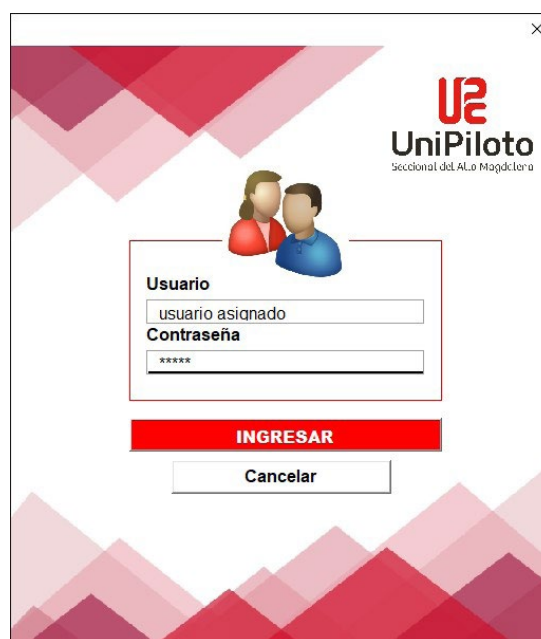 UniPiloto
Seccional del Alto Magdalena
Usuario
usuario asignado
Contraseña
*****
INGRESAR
Cancelar